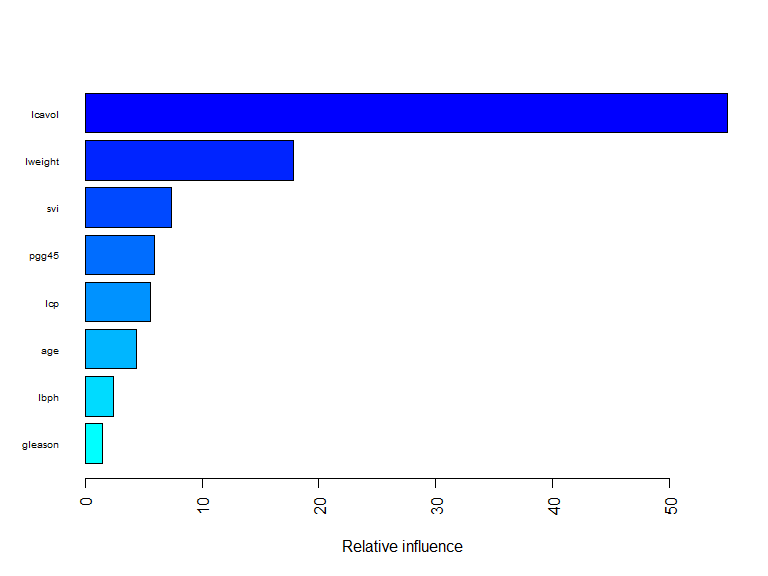 lcavol
lweight
svi
pgg45
lcp
age
lbph
gleason
0 10 20 30 40 50
Relative influence